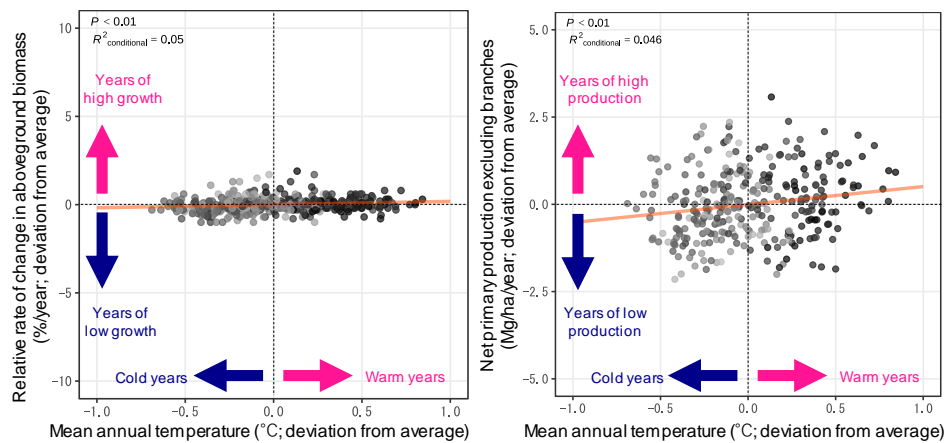 Relative rate of change in aboveground biomass
(%/year; deviation from average)
10
5
0
−5
−10
P < 0.01
R²conditional = 0.05
Years of
high growth
Years of
low growth
Cold years
Warm years
−1.0
−0.5
0.0
0.5
1.0
Mean annual temperature (℃; deviation from average)
Net primary production excluding branches
(Mg/ha/year; deviation from average)
5.0
2.5
0.0
−2.5
−5.0
P < 0.01
R²conditional = 0.046
Years of high
production
Years of low
production
Cold years
Warm years
−1.0
−0.5
0.0
0.5
1.0
Mean annual temperature (℃; deviation from average)